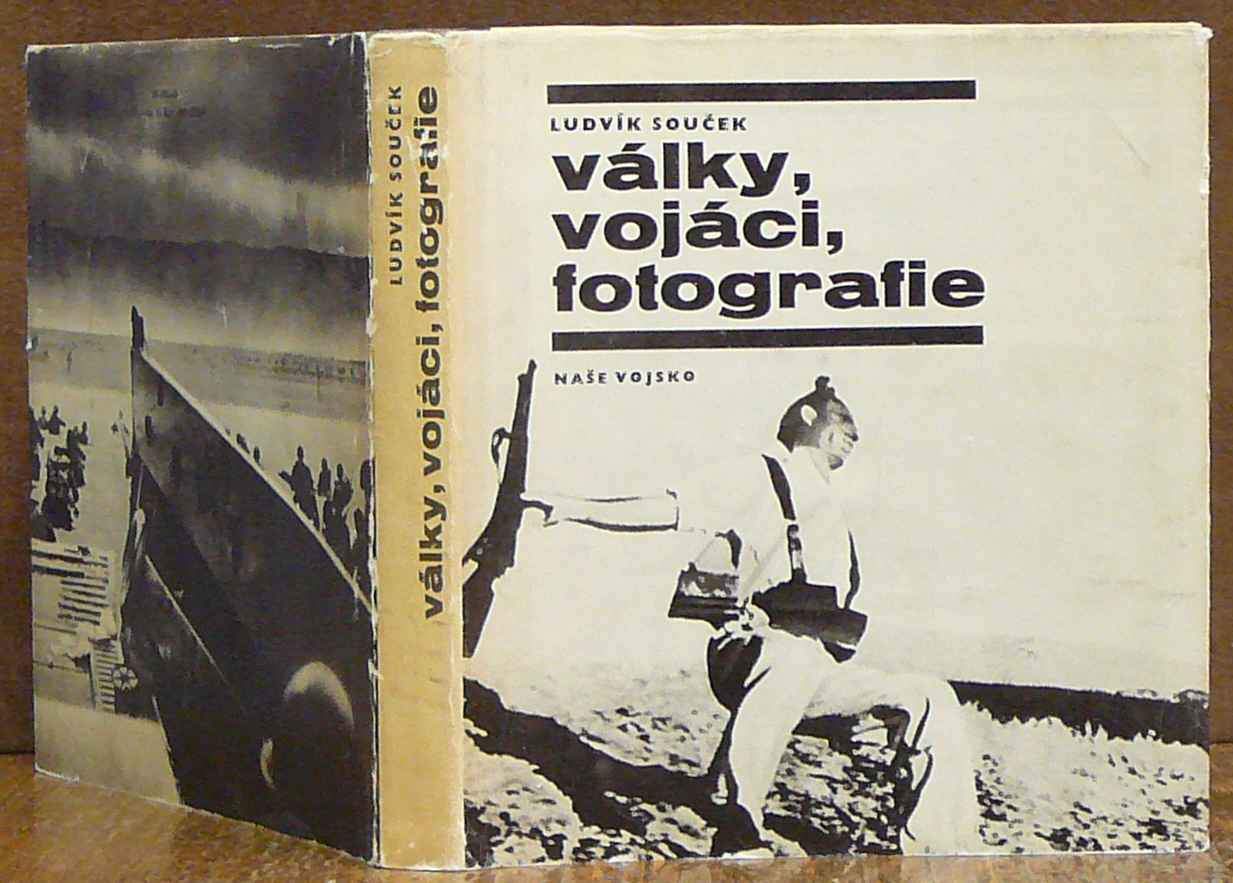 LUDVÍK SOUČEK
války,
vojáci,
fotografie
NAŠE VOJSKO
LUDVÍK SOUČEK
války, vojáci, fotografie